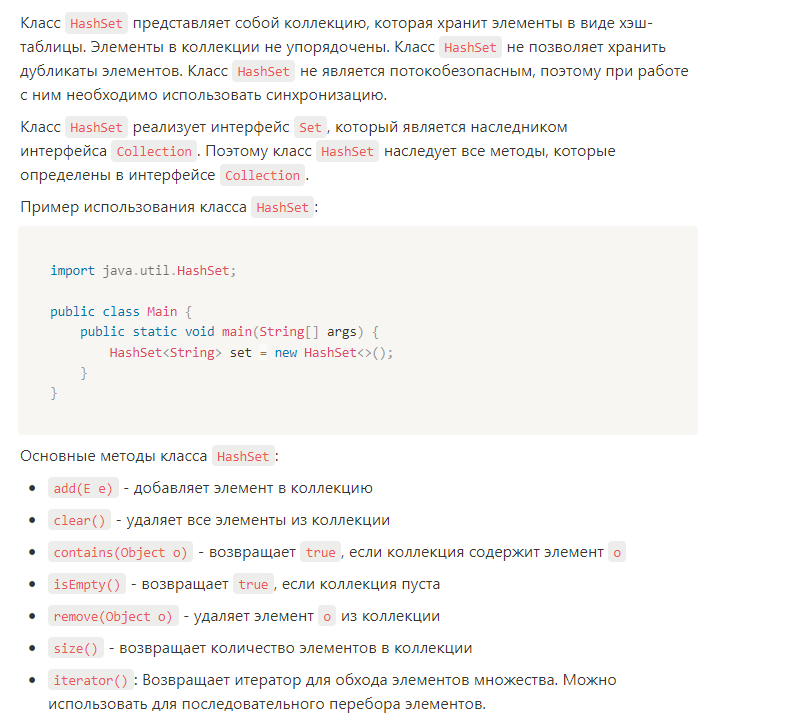 Класс HashSet представляет собой коллекцию, которая хранит элементы в виде хэш-
таблицы. Элементы в коллекции не упорядочены. Класс HashSet не позволяет хранить
дубликаты элементов. Класс HashSet не является потокобезопасным, поэтому при работе
с ним необходимо использовать синхронизацию.
Класс HashSet реализует интерфейс Set, который является наследником
интерфейса Collection. Поэтому класс HashSet наследует все методы, которые
определены в интерфейсе Collection.
Пример использования класса HashSet:
import java.util.HashSet;
public class Main {
    public static void main(String[] args) {
        HashSet<String> set = new HashSet<>();
    }
}
Основные методы класса HashSet:
• add(E e) - добавляет элемент в коллекцию
• clear() - удаляет все элементы из коллекции
• contains(Object o) - возвращает true, если коллекция содержит элемент o
• isEmpty() - возвращает true, если коллекция пуста
• remove(Object o) - удаляет элемент o из коллекции
• size() - возвращает количество элементов в коллекции
• iterator(): Возвращает итератор для обхода элементов множества. Можно
использовать для последовательного перебора элементов.